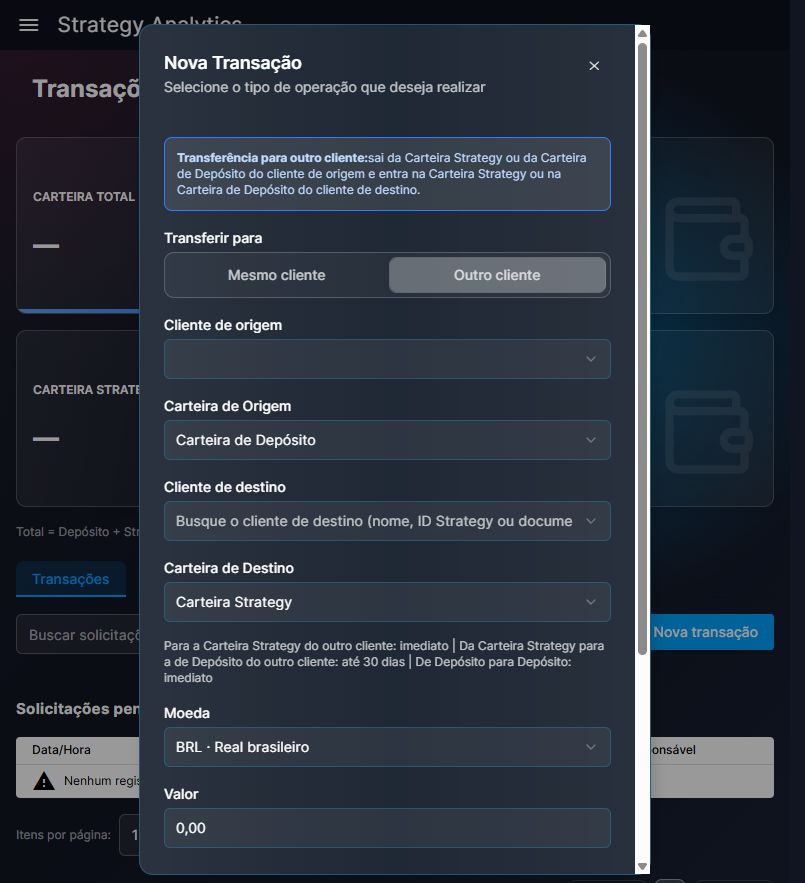 Strategy Analytics
Nova Transação
Selecione o tipo de operação que deseja realizar
Transferência para outro cliente:sai da Carteira Strategy ou da Carteira
de Depósito do cliente de origem e entra na Carteira Strategy ou na
Carteira de Depósito do cliente de destino.
Transferir para
Mesmo cliente
Outro cliente
Cliente de origem
Carteira de Origem
Carteira de Depósito
Cliente de destino
Busque o cliente de destino (nome, ID Strategy ou docume
Carteira de Destino
Carteira Strategy
Para a Carteira Strategy do outro cliente: imediato | Da Carteira Strategy para
a de Depósito do outro cliente: até 30 dias | De Depósito para Depósito:
imediato
Moeda
BRL · Real brasileiro
Valor
0,00
Transaçõ
CARTEIRA TOTAL
—
CARTEIRA STRATE
—
Total = Depósito + Str
Transações
Buscar solicitaçõ
Nova transação
Solicitações pen
Data/Hora
onsável
Nenhum regis
Itens por página:
1